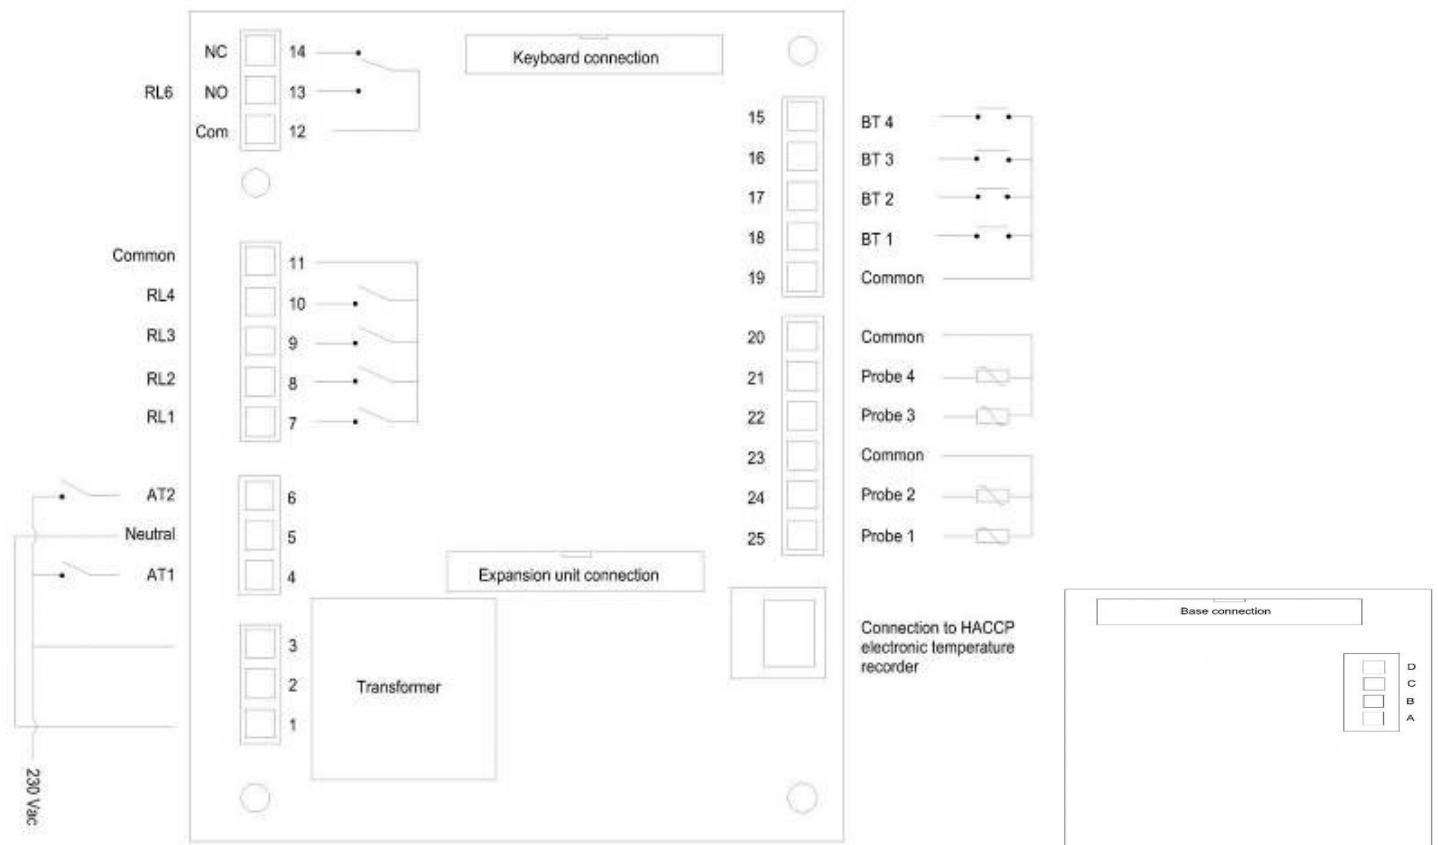 NC 14
RL6 NO 13
Com 12
Keyboard connection
Common 11
RL4 10
RL3 9
RL2 8
RL1 7
AT2 6
Neutral 5
AT1 4
3
2
1
230 Vac
Transformer
Expansion unit connection
15 BT 4
16 BT 3
17 BT 2
18 BT 1
19 Common
20 Common
21 Probe 4
22 Probe 3
23 Common
24 Probe 2
25 Probe 1
Connection to HACCP
electronic temperature
recorder
Base connection
D
C
B
A